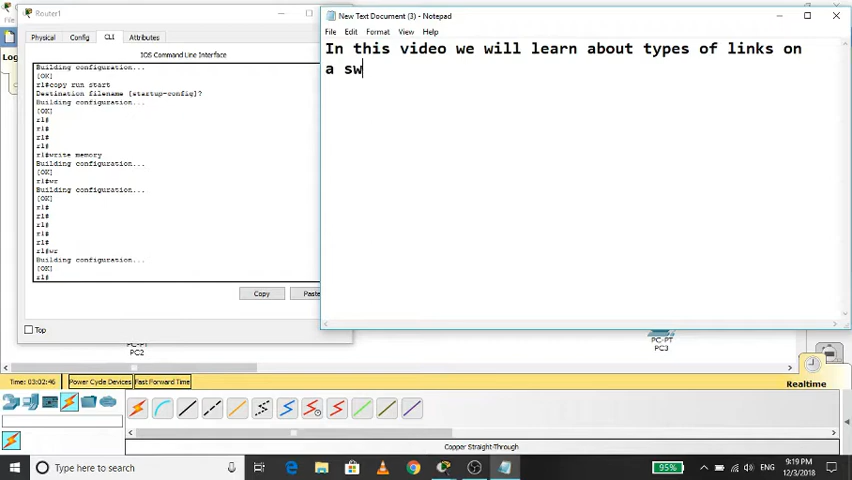 Router1
Physical Config CLI Attributes
IOS Command Line Interface
Building configuration...
[OK]
r1#copy run start
Destination filename [startup-config]?
Building configuration...
[OK]
r1#
r1#
r1#
r1#
r1#write memory
Building configuration...
[OK]
r1#wr
Building configuration...
[OK]
r1#
r1#
r1#
r1#
r1#wr
Building configuration...
[OK]
r1#
Copy Paste
Top
New Text Document (3) - Notepad
File Edit Format View Help
In this video we will learn about types of links on
a sw
PC2
PC-PT
PC3
Time: 03:02:46 Power Cycle Devices Fast Forward Time
Realtime
Copper Straight-Through
Type here to search
95%
ENG
9:19 PM
12/3/2018